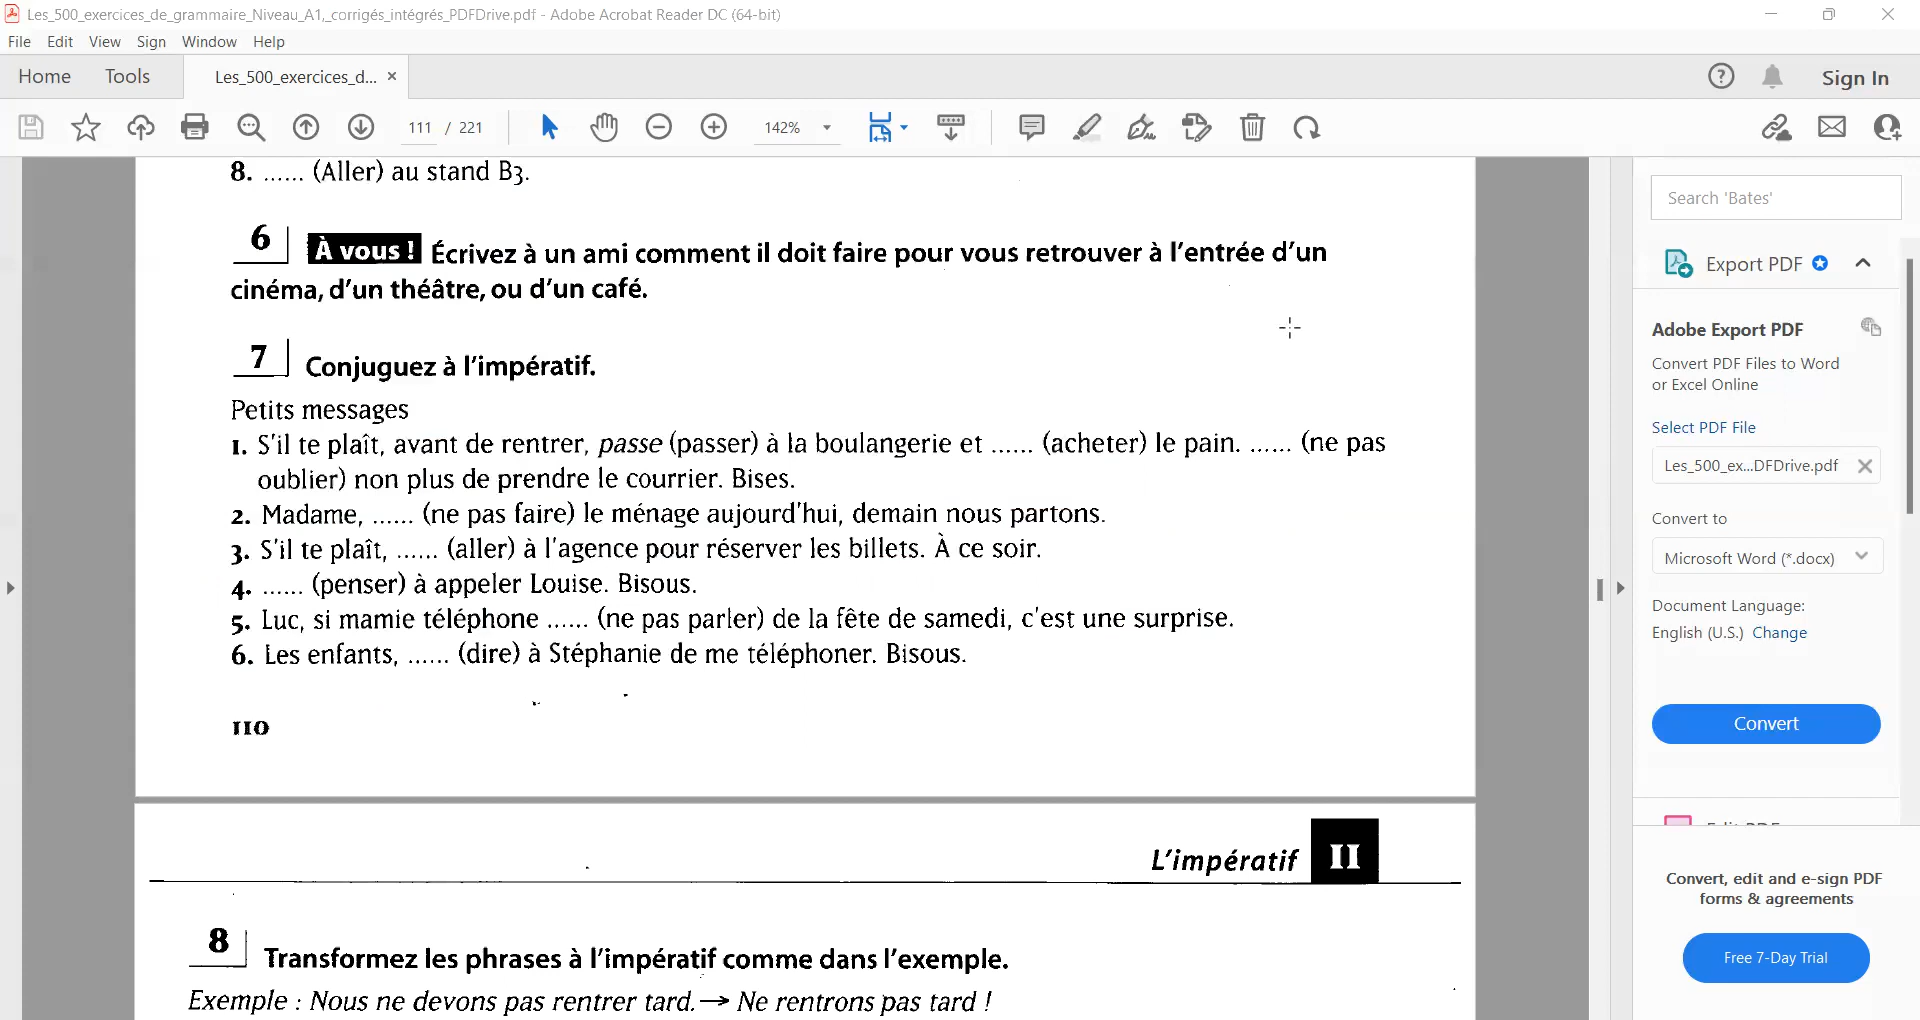 Les_500_exercices_de_grammaire_Niveau_A1,_corrigés_intégrés_PDFDrive.pdf - Adobe Acrobat Reader DC (64-bit)
File Edit View Sign Window Help
Home Tools Les_500_exercices_d... × Sign In
111 / 221 142%
8. ...... (Aller) au stand B3.
6 À vous ! Écrivez à un ami comment il doit faire pour vous retrouver à l'entrée d'un
cinéma, d'un théâtre, ou d'un café.
7 Conjuguez à l'impératif.
Petits messages
1. S'il te plaît, avant de rentrer, passe (passer) à la boulangerie et ...... (acheter) le pain. ...... (ne pas
oublier) non plus de prendre le courrier. Bises.
2. Madame, ...... (ne pas faire) le ménage aujourd'hui, demain nous partons.
3. S'il te plaît, ...... (aller) à l'agence pour réserver les billets. À ce soir.
4. ...... (penser) à appeler Louise. Bisous.
5. Luc, si mamie téléphone ...... (ne pas parler) de la fête de samedi, c'est une surprise.
6. Les enfants, ...... (dire) à Stéphanie de me téléphoner. Bisous.
110
L'impératif II
8 Transformez les phrases à l'impératif comme dans l'exemple.
Exemple : Nous ne devons pas rentrer tard. → Ne rentrons pas tard !
Search 'Bates'
Export PDF
Adobe Export PDF
Convert PDF Files to Word
or Excel Online
Select PDF File
Les_500_ex...DFDrive.pdf
Convert to
Microsoft Word (*.docx)
Document Language:
English (U.S.) Change
Convert
Convert, edit and e-sign PDF
forms & agreements
Free 7-Day Trial